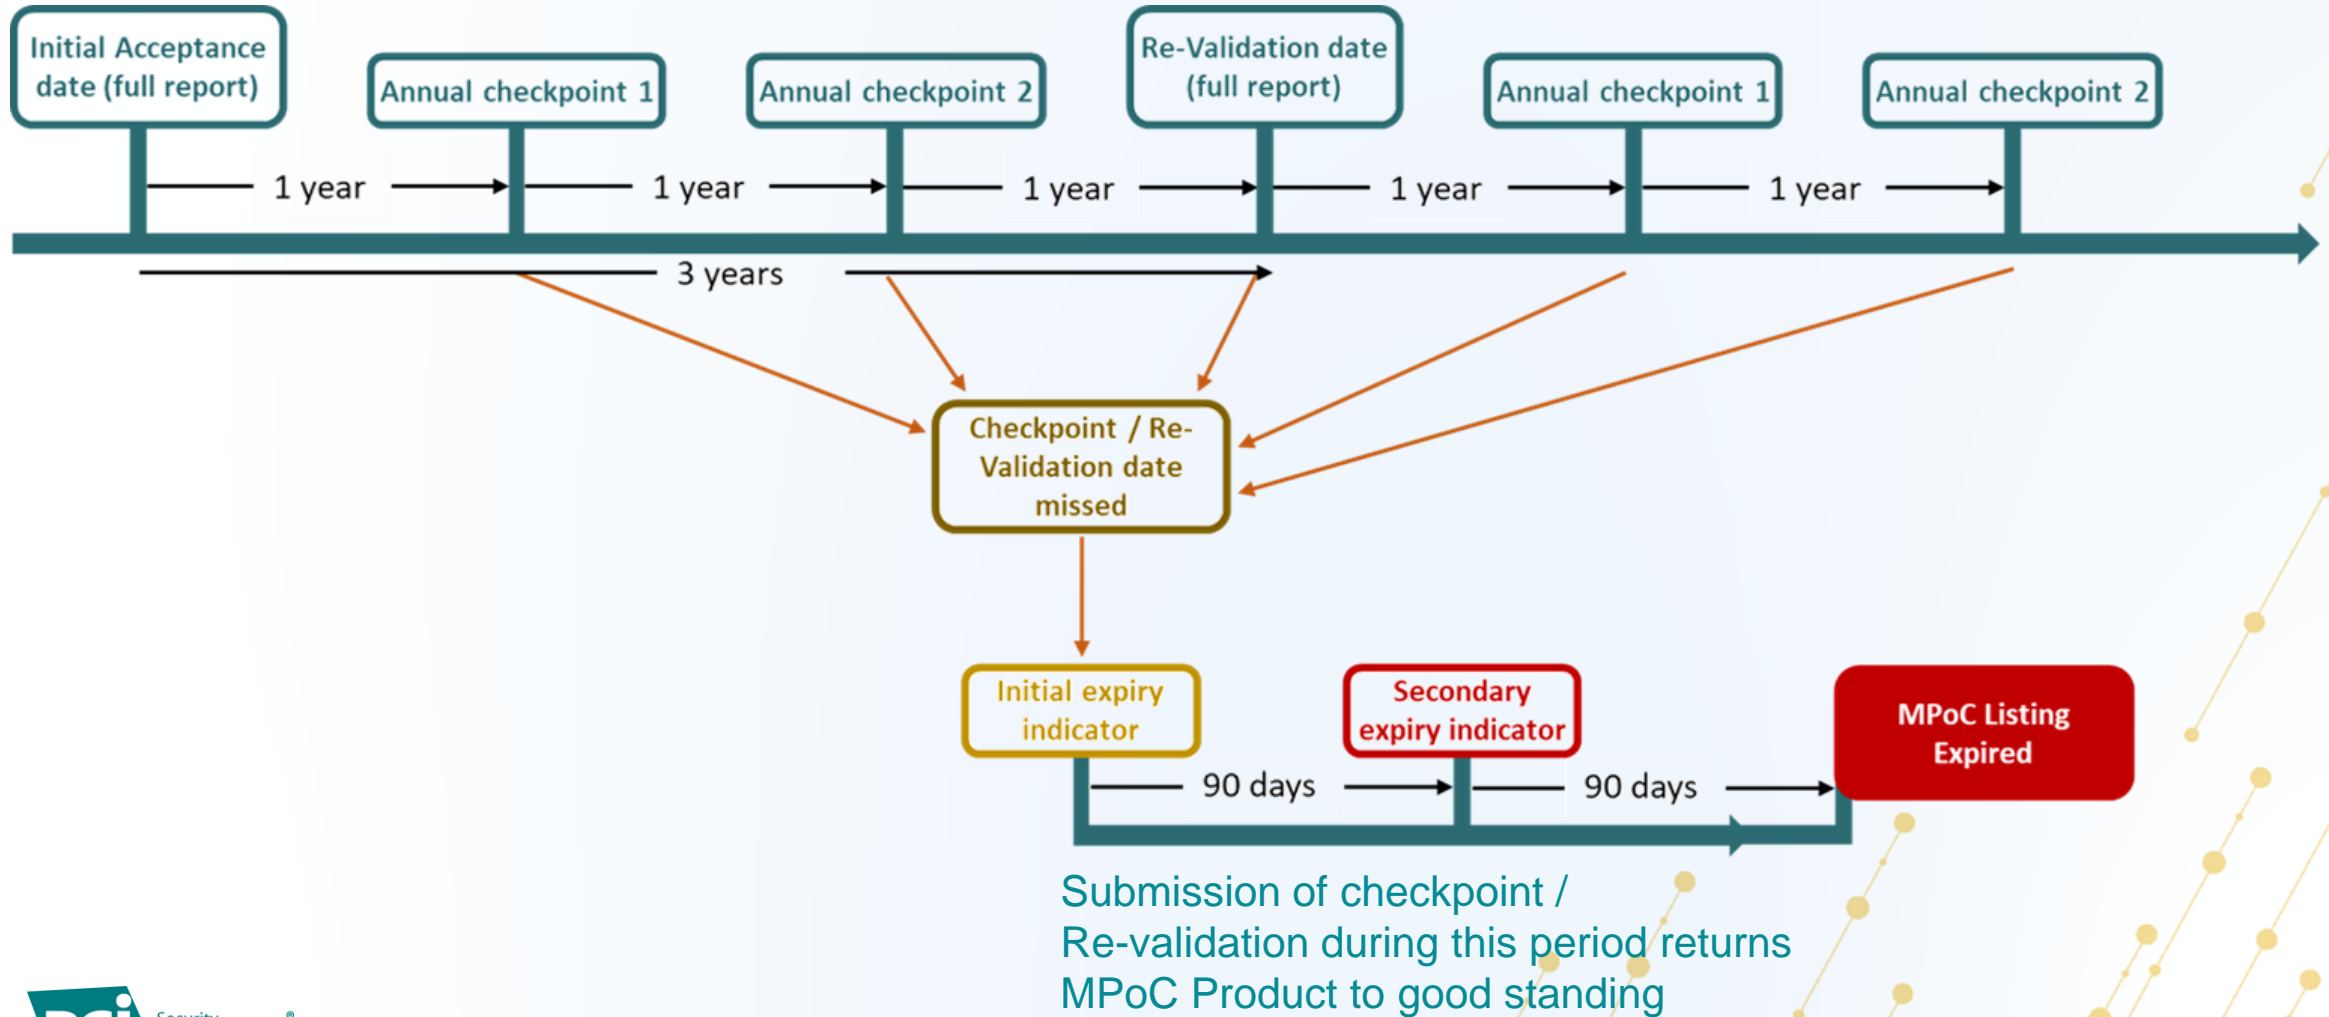 Initial Acceptance
date (full report)
Annual checkpoint 1
Annual checkpoint 2
Re-Validation date
(full report)
Annual checkpoint 1
Annual checkpoint 2
1 year
1 year
1 year
1 year
1 year
3 years
Checkpoint / Re-
Validation date
missed
Initial expiry
indicator
Secondary
expiry indicator
MPoC Listing
Expired
90 days
90 days
Submission of checkpoint /
Re-validation during this period returns
MPoC Product to good standing
PCi Security
®